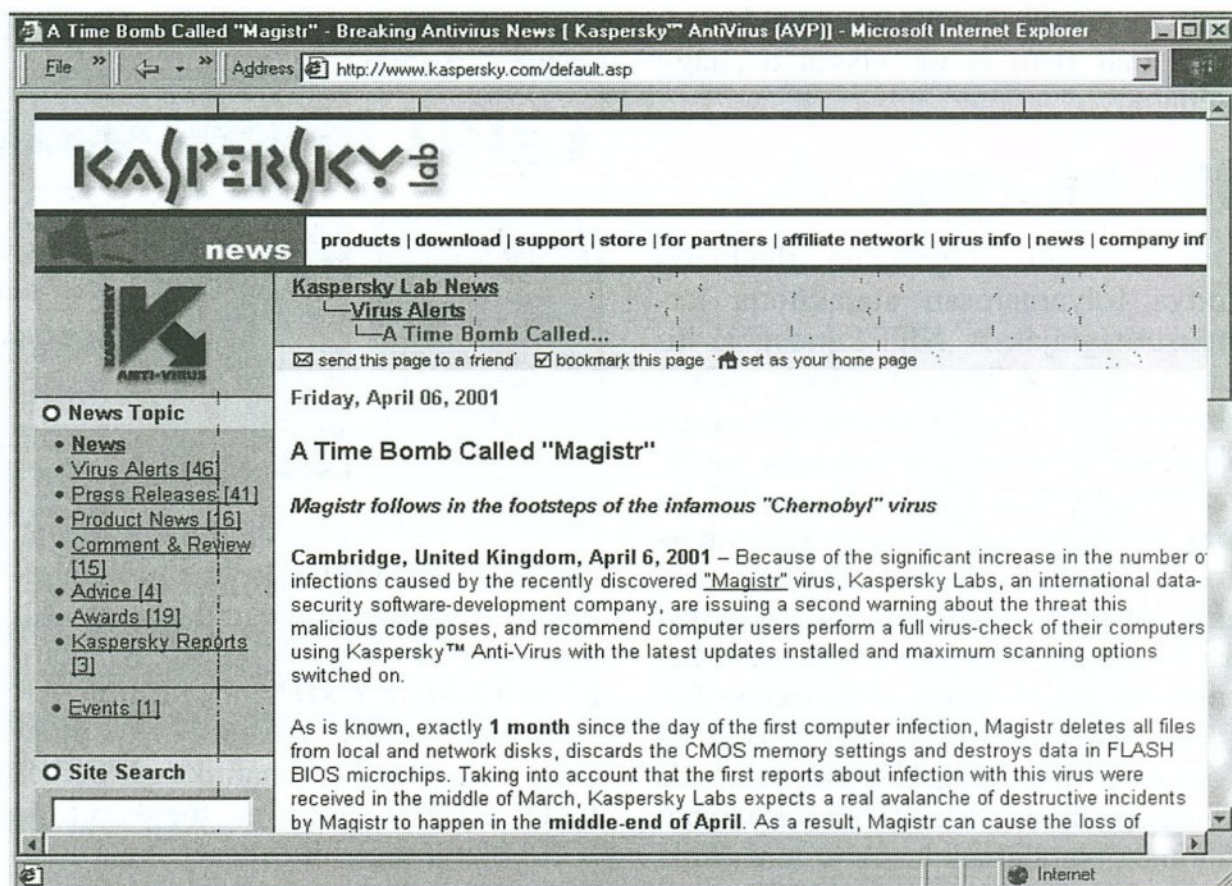 A Time Bomb Called "Magistr" - Breaking Antivirus News [ Kaspersky™ AntiVirus (AVP)] - Microsoft Internet Explorer
File » » Address http://www.kaspersky.com/default.asp
KASPERSKY lab
news
products | download | support | store | for partners | affiliate network | virus info | news | company inf
KASPERSKY
ANTI-VIRUS
Kaspersky Lab News
Virus Alerts
A Time Bomb Called...
send this page to a friend bookmark this page set as your home page
News Topic
• News
• Virus Alerts [46]
• Press Releases [41]
• Product News [16]
• Comment & Review
[15]
• Advice [4]
• Awards [19]
• Kaspersky Reports
[3]
• Events [1]
Site Search
Friday, April 06, 2001
A Time Bomb Called "Magistr"
Magistr follows in the footsteps of the infamous "Chernobyl" virus
Cambridge, United Kingdom, April 6, 2001 – Because of the significant increase in the number of
infections caused by the recently discovered "Magistr" virus, Kaspersky Labs, an international data-
security software-development company, are issuing a second warning about the threat this
malicious code poses, and recommend computer users perform a full virus-check of their computers
using Kaspersky™ Anti-Virus with the latest updates installed and maximum scanning options
switched on.
As is known, exactly 1 month since the day of the first computer infection, Magistr deletes all files
from local and network disks, discards the CMOS memory settings and destroys data in FLASH
BIOS microchips. Taking into account that the first reports about infection with this virus were
received in the middle of March, Kaspersky Labs expects a real avalanche of destructive incidents
by Magistr to happen in the middle-end of April. As a result, Magistr can cause the loss of
Internet